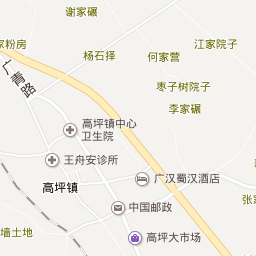 谢家碾
家粉房
杨石择
何家营
江家院子
广青路
枣子树院子
李家碾
高坪镇中心
卫生院
王舟安诊所
高坪镇
广汉蜀汉酒店
张
中国邮政
墙土地
高坪大市场